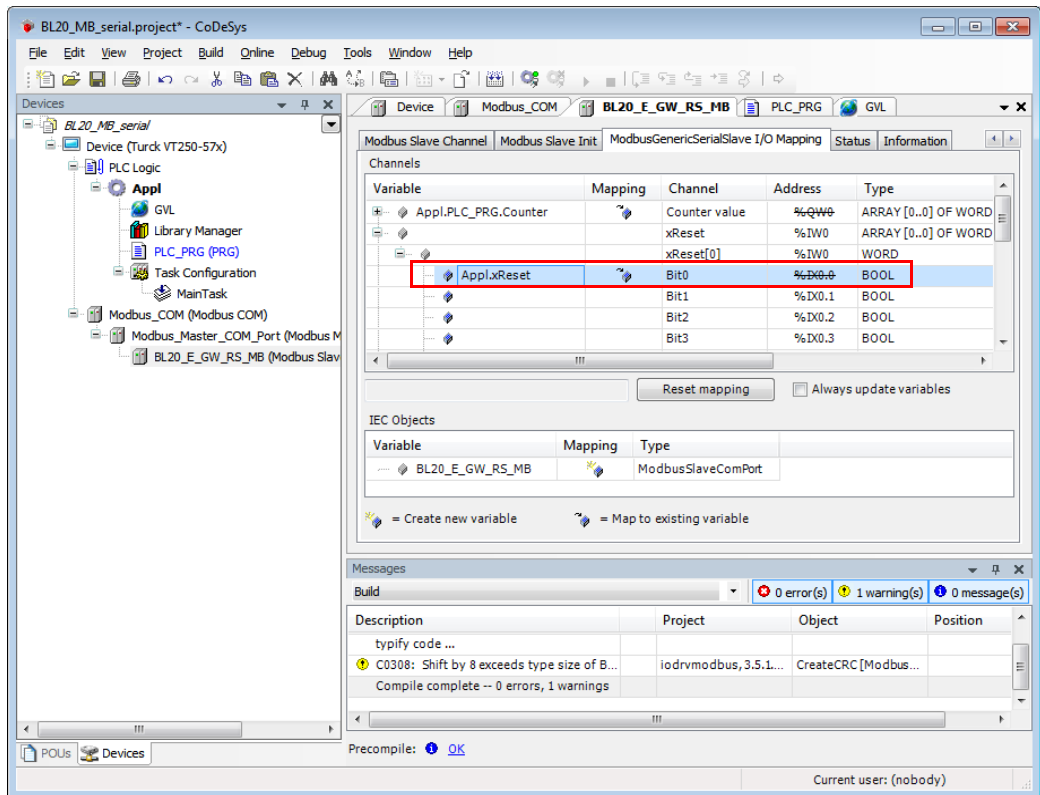 BL20_MB_serial.project* - CoDeSys
File Edit View Project Build Online Debug Tools Window Help
Devices
BL20_MB_serial
Device (Turck VT250-57x)
PLC Logic
Appl
GVL
Library Manager
PLC_PRG (PRG)
Task Configuration
MainTask
Modbus_COM (Modbus COM)
Modbus_Master_COM_Port (Modbus M
BL20_E_GW_RS_MB (Modbus Slav
POUs Devices
Device Modbus_COM BL20_E_GW_RS_MB PLC_PRG GVL
Modbus Slave Channel Modbus Slave Init ModbusGenericSerialSlave I/O Mapping Status Information
Channels
Variable Mapping Channel Address Type
Appl.PLC_PRG.Counter Counter value %QW0 ARRAY [0..0] OF WORD
xReset %IW0 ARRAY [0..0] OF WORD
xReset[0] %IW0 WORD
Appl.xReset Bit0 %IX0.0 BOOL
Bit1 %IX0.1 BOOL
Bit2 %IX0.2 BOOL
Bit3 %IX0.3 BOOL
Reset mapping Always update variables
IEC Objects
Variable Mapping Type
BL20_E_GW_RS_MB ModbusSlaveComPort
= Create new variable = Map to existing variable
Messages
Build 0 error(s) 1 warning(s) 0 message(s)
Description Project Object Position
typify code ...
C0308: Shift by 8 exceeds type size of B... iodrvmodbus, 3.5.1.... CreateCRC [Modbus...
Compile complete -- 0 errors, 1 warnings
Precompile: OK
Current user: (nobody)